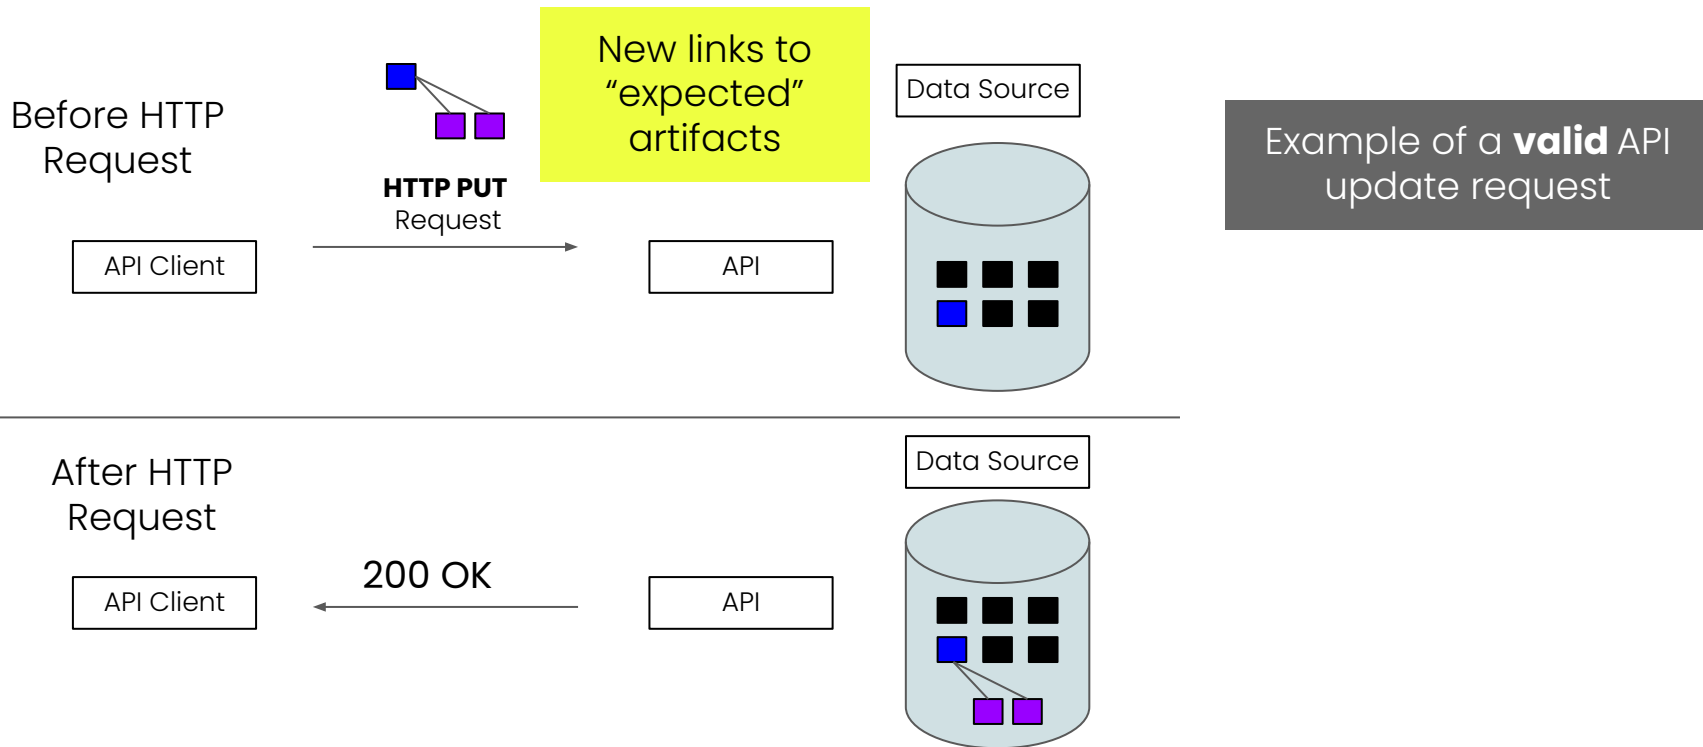 Before HTTP
Request
HTTP PUT
Request
New links to
“expected”
artifacts
Data Source
Example of a valid API
update request
API Client
API
After HTTP
Request
Data Source
200 OK
API Client
API